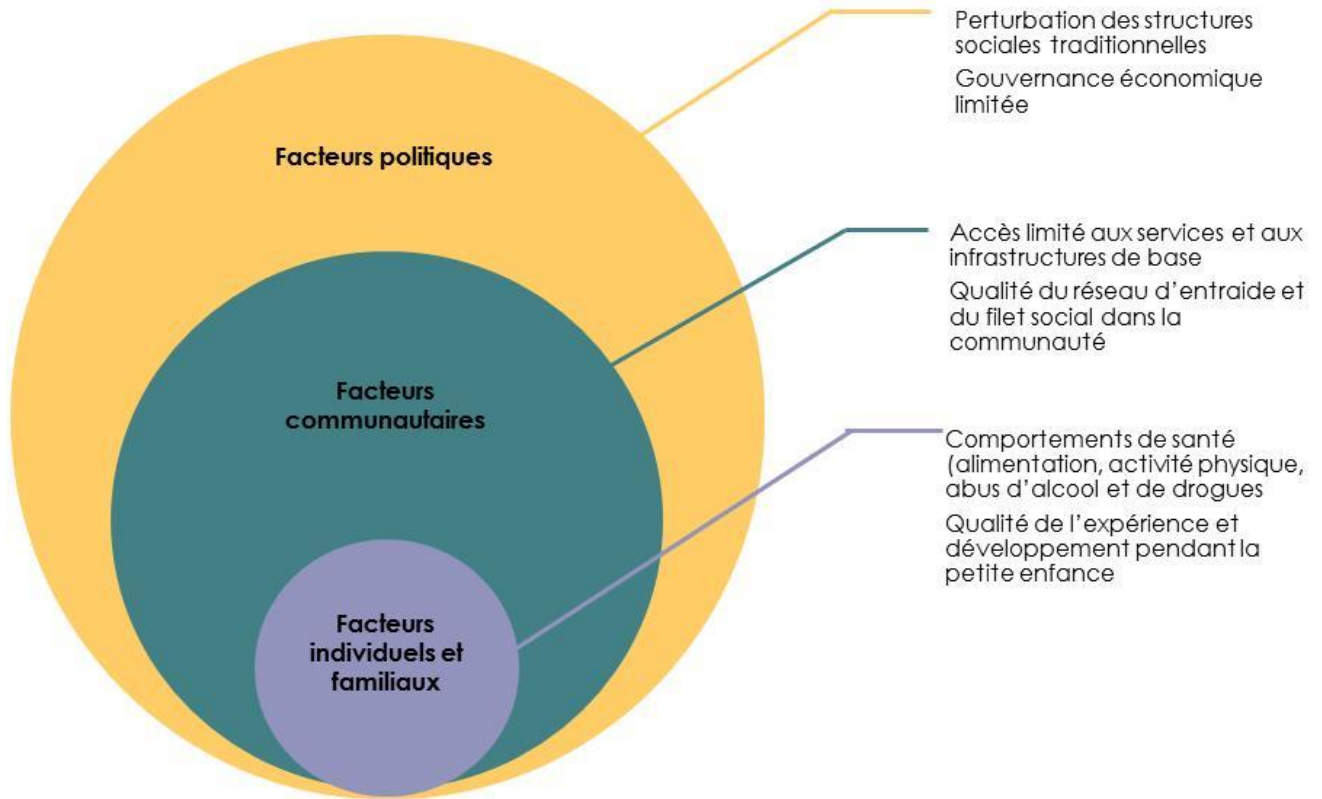 Perturbation des structures
sociales traditionnelles
Gouvernance économique
limitée
Facteurs politiques
Accès limité aux services et aux
infrastructures de base
Qualité du réseau d'entraide et
du filet social dans la
communauté
Facteurs
communautaires
Comportements de santé
(alimentation, activité physique,
abus d'alcool et de drogues
Qualité de l'expérience et
développement pendant la
petite enfance
Facteurs
individuels et
familiaux